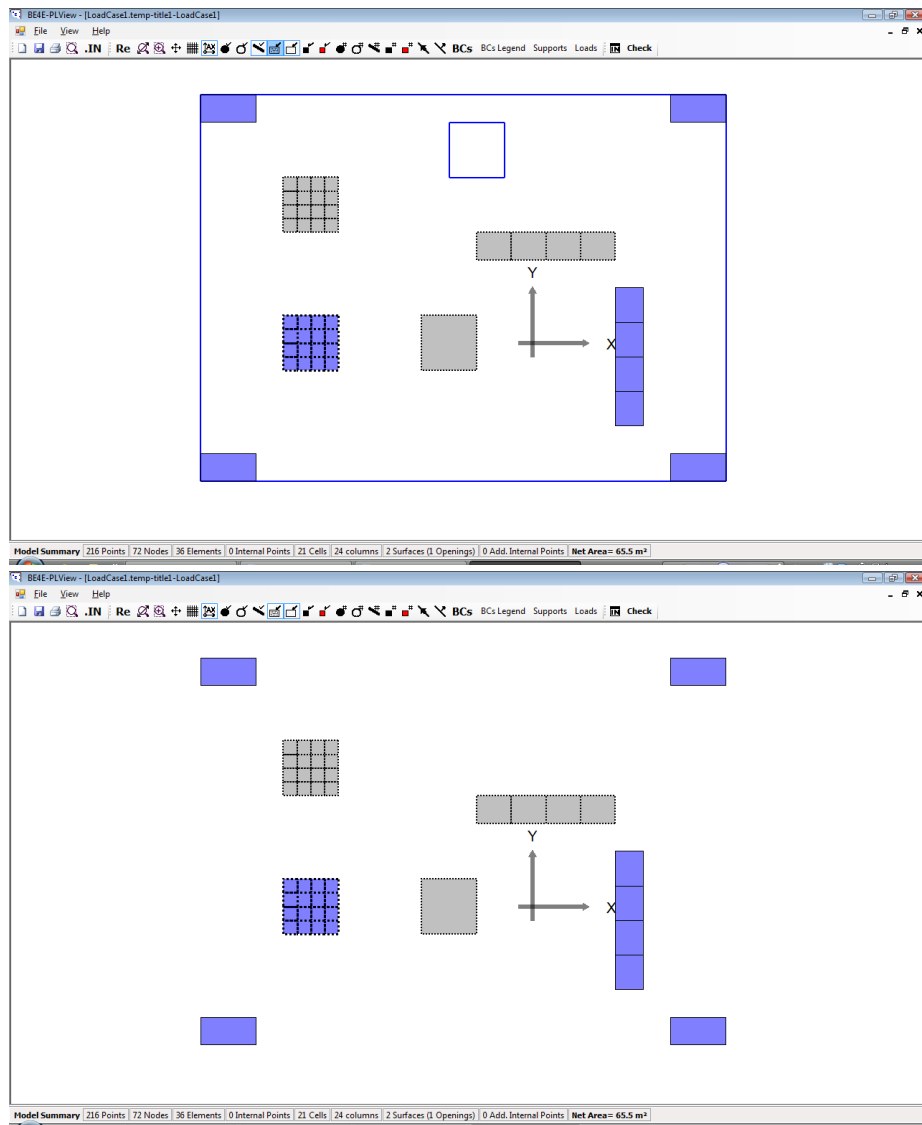 BE4E-PLView - [LoadCase1.temp-title1-LoadCase1]
File View Help
.IN Re 2AX BCs BCs Legend Supports Loads IN Check
Y
X
Model Summary 216 Points 72 Nodes 36 Elements 0 Internal Points 21 Cells 24 columns 2 Surfaces (1 Openings) 0 Add. Internal Points Net Area= 65.5 m²
BE4E-PLView - [LoadCase1.temp-title1-LoadCase1]
File View Help
.IN Re 2AX BCs BCs Legend Supports Loads IN Check
Y
X
Model Summary 216 Points 72 Nodes 36 Elements 0 Internal Points 21 Cells 24 columns 2 Surfaces (1 Openings) 0 Add. Internal Points Net Area= 65.5 m²